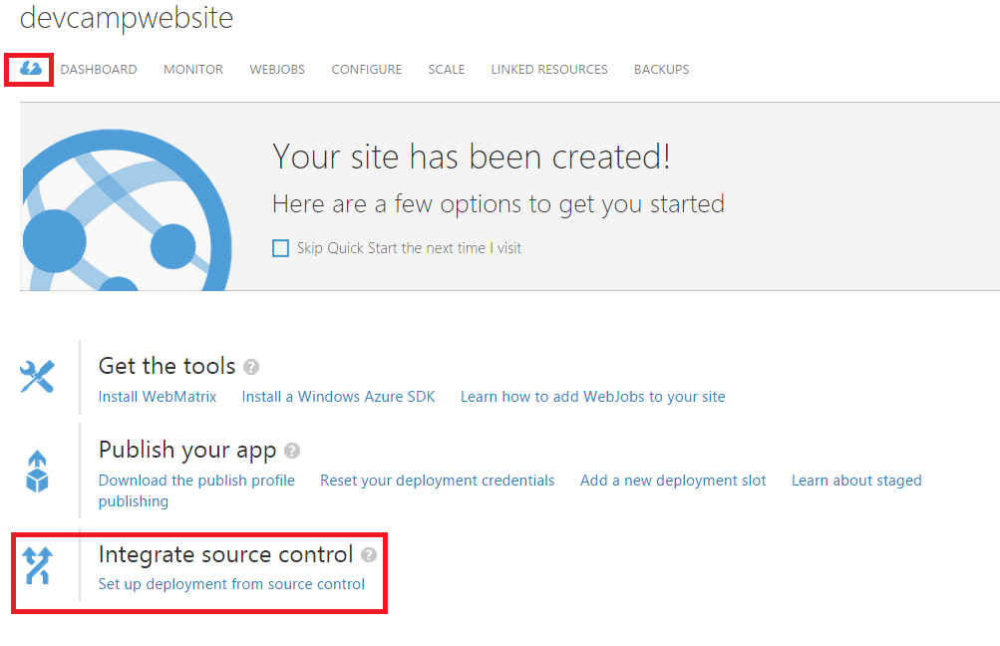 devcampwebsite
DASHBOARD MONITOR WEBJOBS CONFIGURE SCALE LINKED RESOURCES BACKUPS
Your site has been created!
Here are a few options to get you started
Skip Quick Start the next time I visit
Get the tools ?
Install WebMatrix Install a Windows Azure SDK Learn how to add WebJobs to your site
Publish your app ?
Download the publish profile Reset your deployment credentials Add a new deployment slot Learn about staged
publishing
Integrate source control ?
Set up deployment from source control